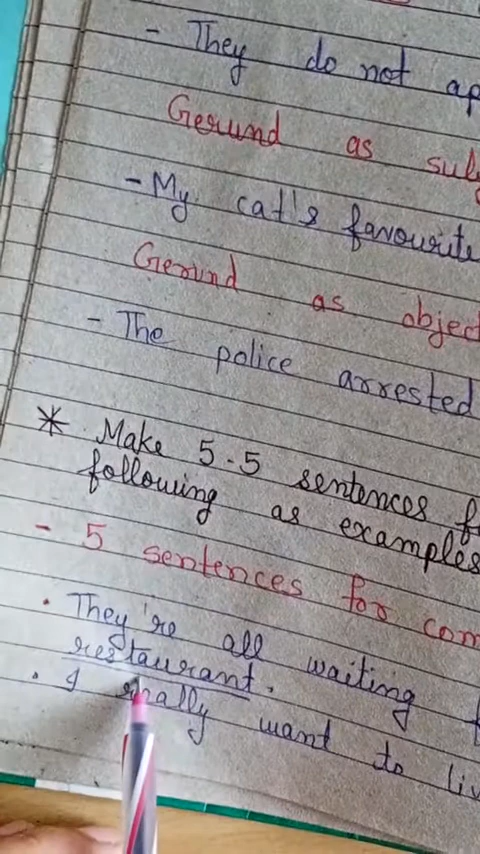 - They do not ap
Gerund as sub
- My cat's favourite
Gerund as objec
- The police arrested
* Make 5-5 sentences f
following as examples
- 5 sentences for com
• They're all waiting f
restaurant.
• I really want to liv